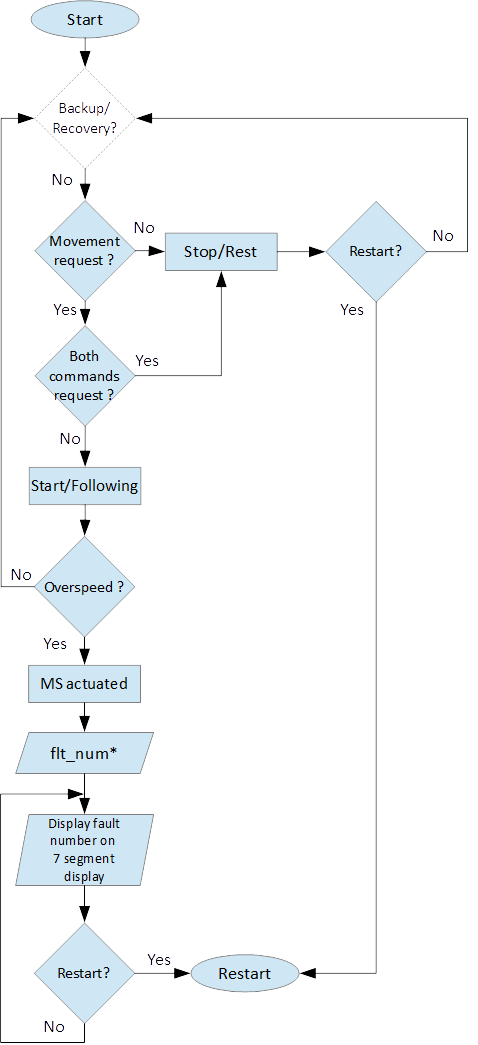 Start
Backup/
Recovery?
No
Movement
request ?
No
Stop/Rest
Restart?
No
Yes
Yes
Both
commands
request ?
Yes
No
Start/Following
Overspeed ?
No
Yes
MS actuated
flt_num*
Display fault
number on
7 segment
display
Restart?
Yes
Restart
No